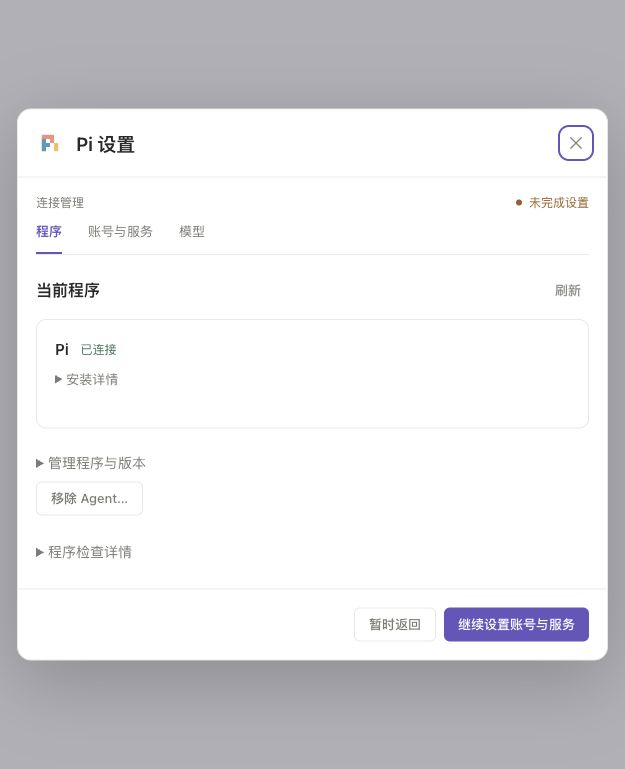 Pi 设置
连接管理
未完成设置
程序 账号与服务 模型
当前程序
刷新
Pi 已连接
安装详情
管理程序与版本
移除 Agent...
程序检查详情
暂时返回
继续设置账号与服务